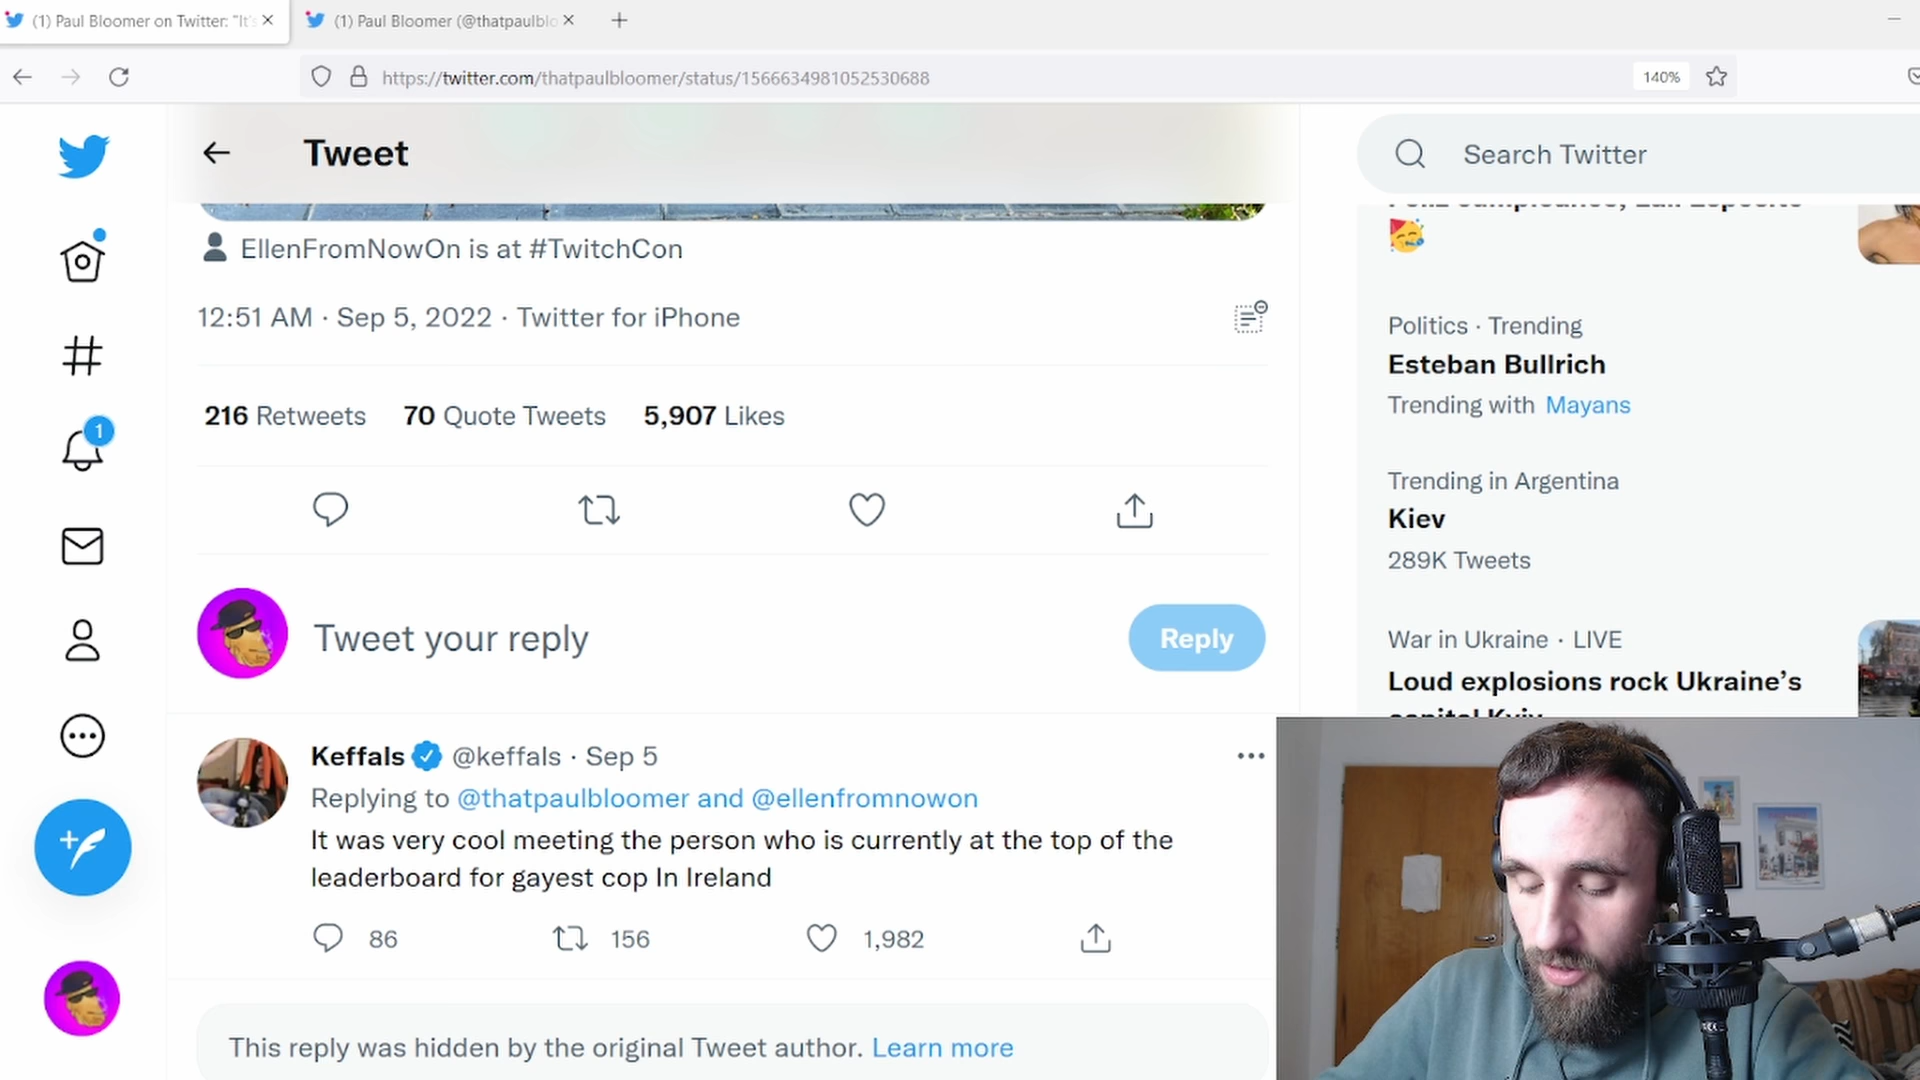 (1) Paul Bloomer on Twitter: "It's
(1) Paul Bloomer (@thatpaulblo
https://twitter.com/thatpaulbloomer/status/1566634981052530688
140%
Tweet
Search Twitter
EllenFromNowOn is at #TwitchCon
12:51 AM · Sep 5, 2022 · Twitter for iPhone
216 Retweets 70 Quote Tweets 5,907 Likes
Politics · Trending
Esteban Bullrich
Trending with Mayans
Trending in Argentina
Kiev
289K Tweets
1
Tweet your reply
Reply
War in Ukraine · LIVE
Loud explosions rock Ukraine's
capital Kyiv
Keffals @keffals · Sep 5
Replying to @thatpaulbloomer and @ellenfromnowon
It was very cool meeting the person who is currently at the top of the
leaderboard for gayest cop In Ireland
86 156 1,982
This reply was hidden by the original Tweet author. Learn more